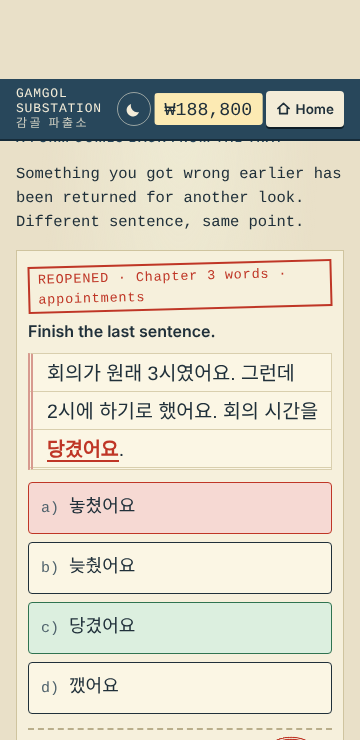 GAMGOL
SUBSTATION
감골 파출소
₩188,800
Home
Something you got wrong earlier has
been returned for another look.
Different sentence, same point.
REOPENED · Chapter 3 words ·
appointments
Finish the last sentence.
회의가 원래 3시였어요. 그런데
2시에 하기로 했어요. 회의 시간을
당겼어요.
a) 놓쳤어요
b) 늦췄어요
c) 당겼어요
d) 깼어요